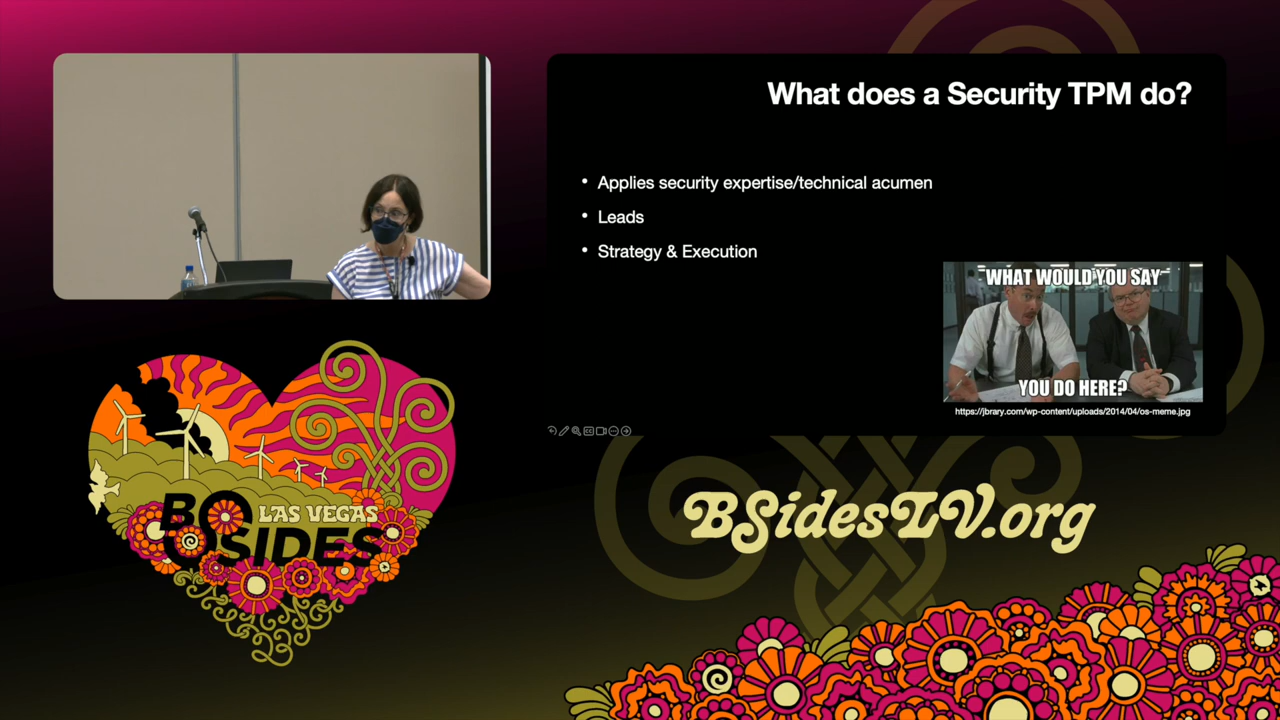 What does a Security TPM do?
• Applies security expertise/technical acumen
• Leads
• Strategy & Execution
WHAT WOULD YOU SAY
YOU DO HERE?
https://jbrary.com/wp-content/uploads/2014/04/os-meme.jpg
BSidesLV.org
LAS VEGAS
BSIDES